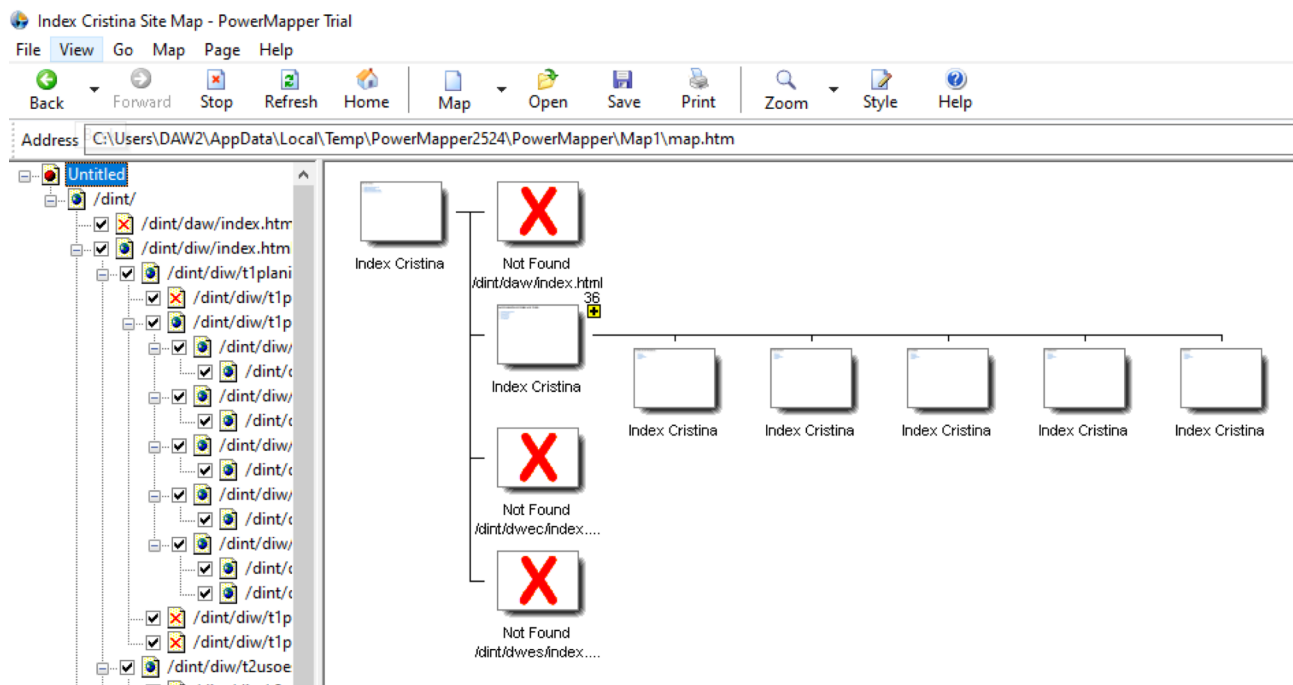 Index Cristina Site Map - PowerMapper Trial
File View Go Map Page Help
Back Forward Stop Refresh Home Map Open Save Print Zoom Style Help
Address C:\Users\DAW2\AppData\Local\Temp\PowerMapper2524\PowerMapper\Map1\map.htm
Untitled
/dint/
/dint/daw/index.htm
/dint/diw/index.htm
/dint/diw/t1plani
/dint/diw/t1p
/dint/diw/t1p
/dint/diw/
/dint/d
/dint/diw/
/dint/d
/dint/diw/
/dint/d
/dint/diw/
/dint/d
/dint/diw/
/dint/d
/dint/d
/dint/diw/t1p
/dint/diw/t1p
/dint/diw/t2usoe
Index Cristina
Not Found
/dint/daw/index.html
36
Index Cristina
Index Cristina
Index Cristina
Index Cristina
Index Cristina
Index Cristina
Not Found
/dint/dwec/index....
Not Found
/dint/dwes/index....